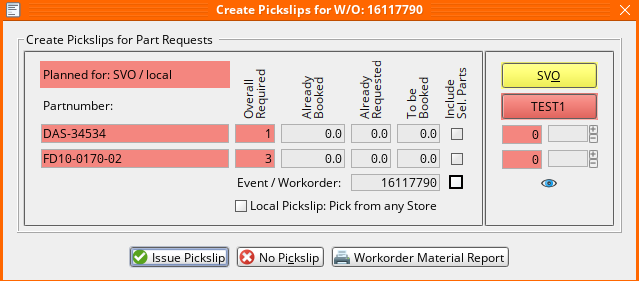 Create Pickslips for W/O: 16117790
Create Pickslips for Part Requests
Planned for: SVO / local
Partnumber:
Overall Required
Already Booked
Already Requested
To be Booked
Include Sel. Parts
SVO
TEST1
DAS-34534 1 0.0 0.0 0.0 0
FD10-0170-02 3 0.0 0.0 0.0 0
Event / Workorder: 16117790
Local Pickslip: Pick from any Store
Issue Pickslip No Pickslip Workorder Material Report